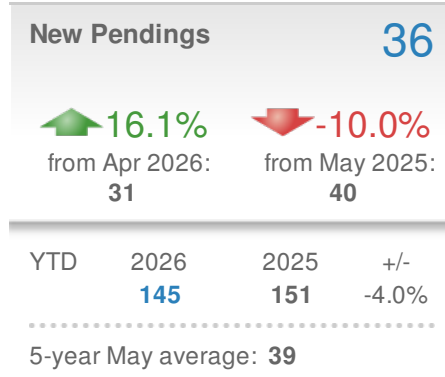 New Pendings 36
16.1% -10.0%
from Apr 2026: from May 2025:
31 40
YTD 2026 2025 +/-
145 151 -4.0%
5-year May average: 39